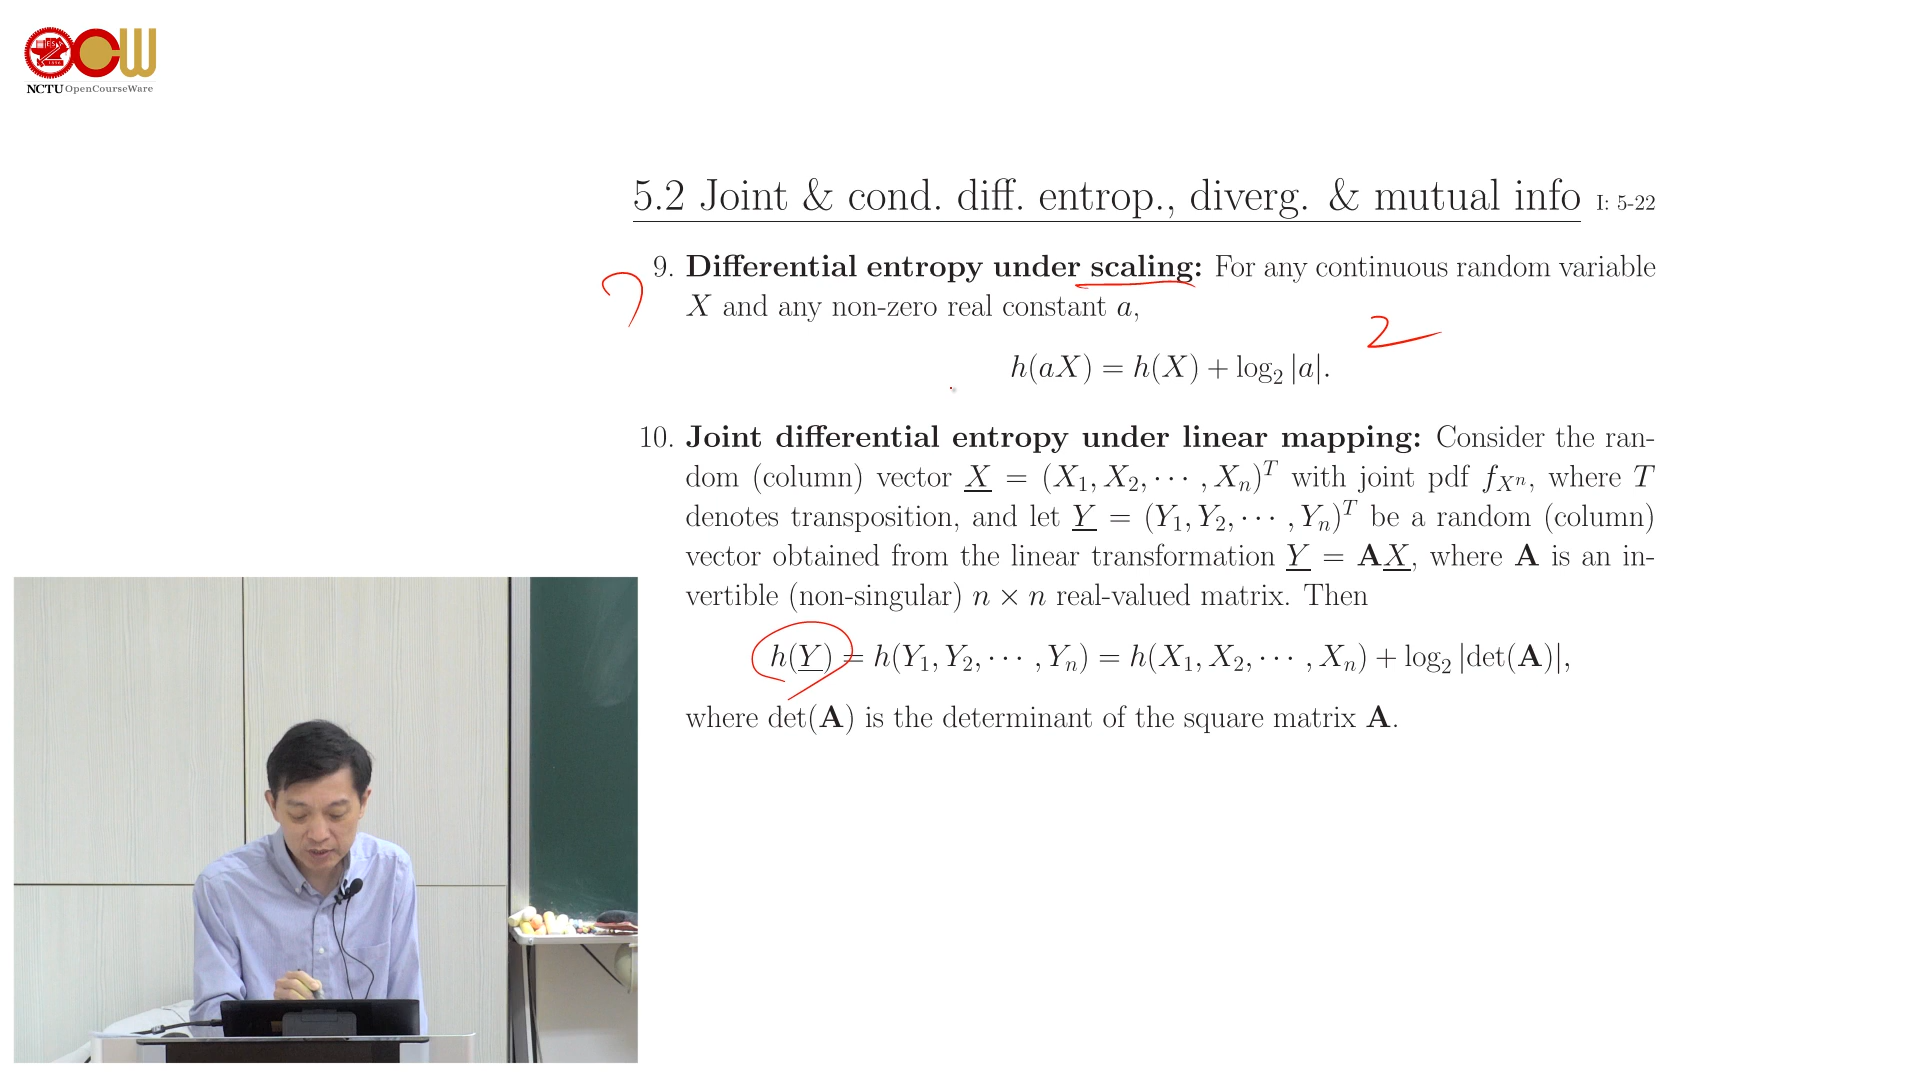 NCTU OpenCourseWare
5.2 Joint & cond. diff. entrop., diverg. & mutual info I: 5-22
9. Differential entropy under scaling: For any continuous random variable
X and any non-zero real constant a,
2
h(aX) = h(X) + log₂ |a|.
10. Joint differential entropy under linear mapping: Consider the ran-
dom (column) vector X = (X₁, X₂, ⋯ , Xₙ)ᵀ with joint pdf f_{Xⁿ}, where T
denotes transposition, and let Y = (Y₁, Y₂, ⋯ , Yₙ)ᵀ be a random (column)
vector obtained from the linear transformation Y = AX, where A is an in-
vertible (non-singular) n × n real-valued matrix. Then
h(Y) = h(Y₁, Y₂, ⋯ , Yₙ) = h(X₁, X₂, ⋯ , Xₙ) + log₂ |det(A)|,
where det(A) is the determinant of the square matrix A.